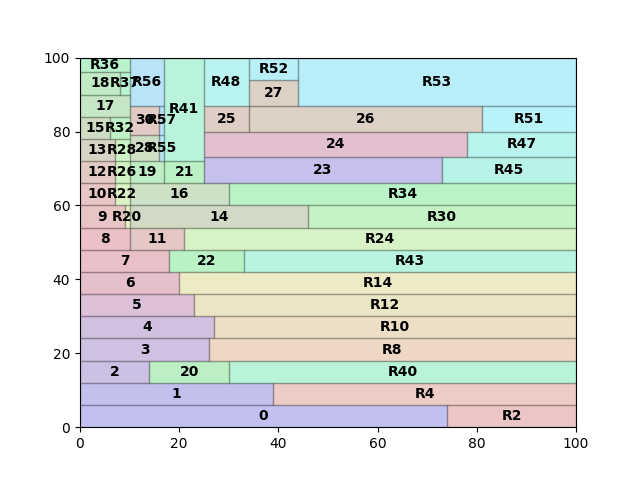 100
R36
R52
18 R37 R56 R48 R53
27
17
R41
30 R57 25 26 R51
80
15 R32
13 R28 28 R55 24 R47
12 R26 19 21 23 R45
10 R22 16 R34
60
9 R20 14 R30
8 11 R24
7 22 R43
40
6 R14
5 R12
4 R10
3 R8
20
2 20 R40
1 R4
0 R2
0
0 20 40 60 80 100